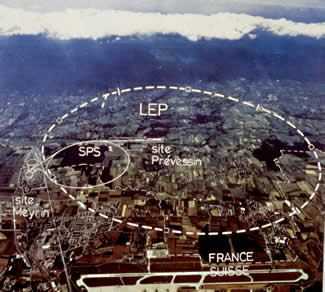 LEP
SPS
site
Prévessin
site
Meyrin
FRANCE
SUISSE